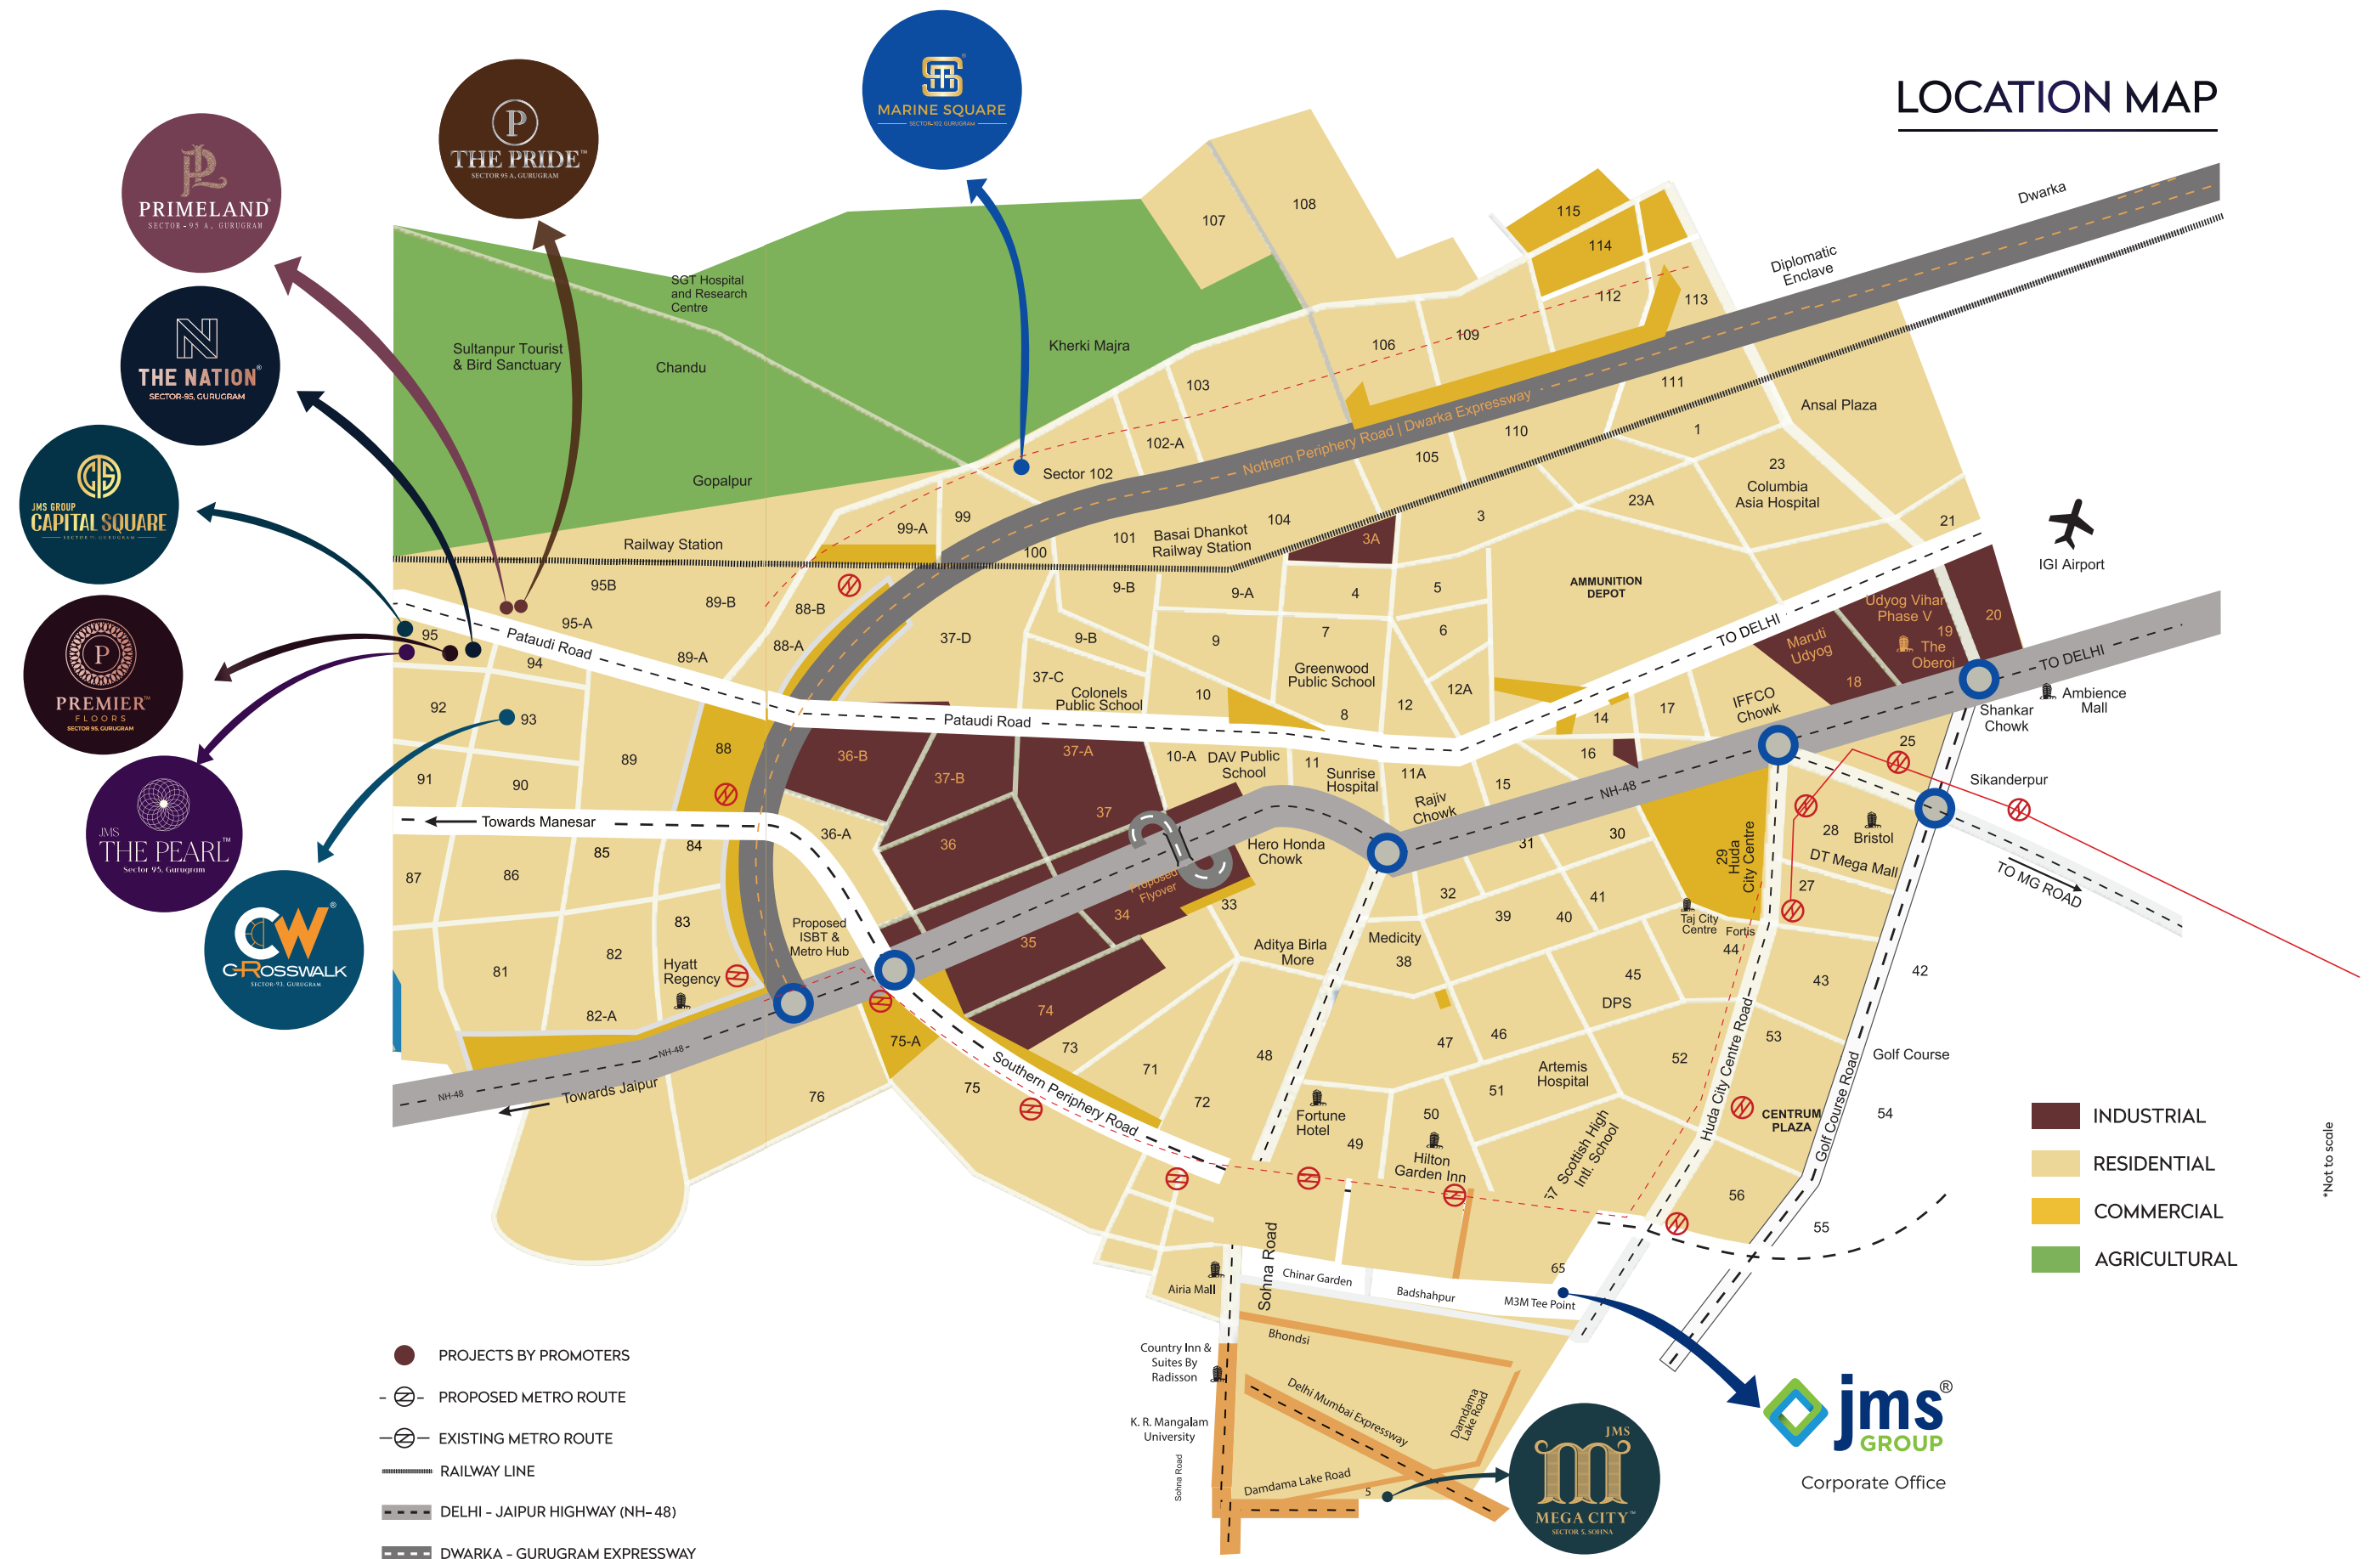 LOCATION MAP
MARINE SQUARE
SECTOR-102, GURUGRAM
P
THE PRIDE™
SECTOR 95 A, GURUGRAM
PRIMELAND®
SECTOR - 95 A, GURUGRAM
N
THE NATION®
SECTOR-95, GURUGRAM
JMS GROUP
CAPITAL SQUARE
P
PREMIER™
FLOORS
SECTOR 95, GURUGRAM
JMS
THE PEARL™
Sector 95, Gurugram
CW®
CROSSWALK
SECTOR-93, GURUGRAM
Dwarka
Diplomatic
Enclave
107
108
115
114
112
113
SGT Hospital
and Research
Centre
Sultanpur Tourist
& Bird Sanctuary
Chandu
Kherki Majra
Gopalpur
106
109
103
111
Ansal Plaza
102-A
Nothern Periphery Road | Dwarka Expressway
110
1
105
Sector 102
23
Columbia
Asia Hospital
23A
21
99-A
99
104
3
3A
101
Basai Dhankot
Railway Station
100
Railway Station
IGI Airport
95B
89-B
88-B
9-B
9-A
4
5
AMMUNITION
DEPOT
95-A
95
Pataudi Road
94
89-A
88-A
37-D
9-B
9
7
6
TO DELHI
Maruti
Udyog
Udyog Vihar
Phase V
19
The
Oberoi
20
18
TO DELHI
37-C
Colonels
Public School
10
Greenwood
Public School
12
12A
8
14
17
IFFCO
Chowk
Shankar
Chowk
Ambience
Mall
92
93
Pataudi Road
88
89
91
90
36-B
37-B
37-A
10-A
DAV Public
School
11
Sunrise
Hospital
11A
Rajiv
Chowk
15
16
NH-48
25
Sikanderpur
Towards Manesar
36-A
37
36
Hero Honda
Chowk
31
30
29
Huda
City Centre
28
Bristol
DT Mega Mall
27
TO MG ROAD
85
84
87
86
83
Proposed
Flyover
34
33
32
39
40
41
Taj City
Centre
Fortis
44
Proposed
ISBT &
Metro Hub
35
Aditya Birla
More
Medicity
38
45
DPS
43
42
81
82
Hyatt
Regency
82-A
74
75-A
73
71
48
47
46
53
52
Golf Course
NH-48
NH-48
Towards Jaipur
76
75
Southern Periphery Road
72
Fortune
Hotel
49
50
Hilton
Garden Inn
51
Artemis
Hospital
57 Scottish High
Intl. School
Huda City Centre Road
CENTRUM
PLAZA
Golf Course Road
54
56
55
INDUSTRIAL
RESIDENTIAL
COMMERCIAL
AGRICULTURAL
*Not to scale
Sohna Road
Airia Mall
Chinar Garden
Badshahpur
65
M3M Tee Point
Bhondsi
Country Inn &
Suites By
Radisson
Delhi Mumbai Expressway
Damdama
Lake Road
K. R. Mangalam
University
Sohna Road
Damdama Lake Road
5
JMS
MEGA CITY™
SECTOR 5, SOHNA
jms®
GROUP
Corporate Office
PROJECTS BY PROMOTERS
PROPOSED METRO ROUTE
EXISTING METRO ROUTE
RAILWAY LINE
DELHI - JAIPUR HIGHWAY (NH-48)
DWARKA - GURUGRAM EXPRESSWAY